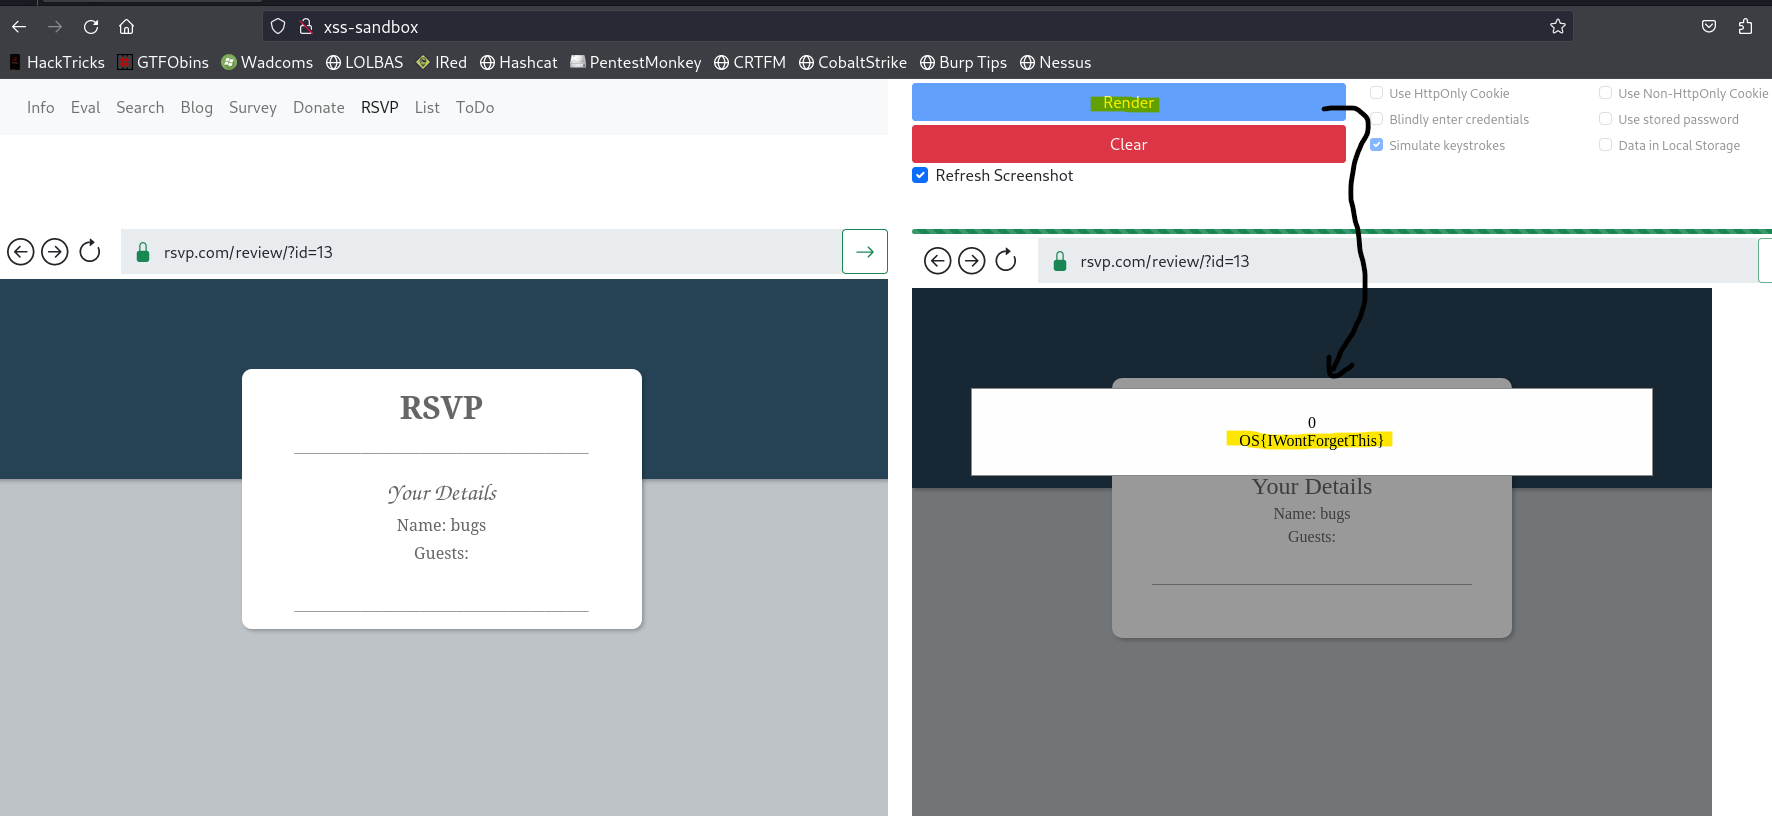 xss-sandbox
HackTricks GTFObins Wadcoms LOLBAS IRed Hashcat PentestMonkey CRTFM CobaltStrike Burp Tips Nessus
Info Eval Search Blog Survey Donate RSVP List ToDo
rsvp.com/review/?id=13
RSVP
Your Details
Name: bugs
Guests:
Render
Clear
Refresh Screenshot
Use HttpOnly Cookie Use Non-HttpOnly Cookie
Blindly enter credentials Use stored password
Simulate keystrokes Data in Local Storage
rsvp.com/review/?id=13
0
OS{IWontForgetThis}
Your Details
Name: bugs
Guests: